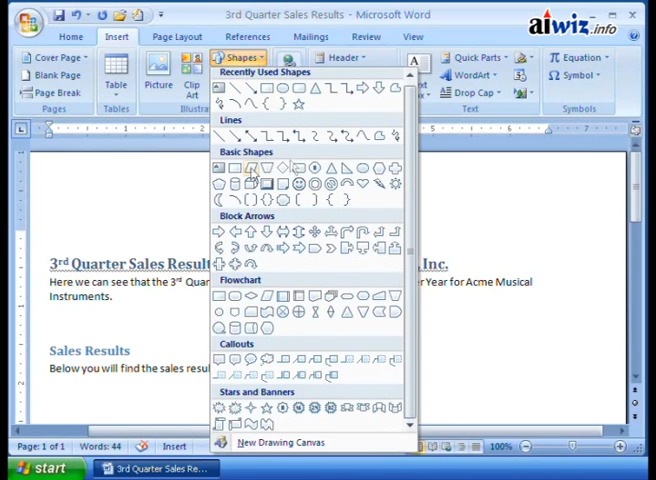 3rd Quarter Sales Results - Microsoft Word
aiwiz.info
Home Insert Page Layout References Mailings Review View
Cover Page
Blank Page
Page Break
Pages
Table
Tables
Picture
Clip
Art
Illustra
Shapes
Header
Quick Parts
WordArt
Drop Cap
Text
Equation
Symbol
Symbols
Recently Used Shapes
Lines
Basic Shapes
Block Arrows
Flowchart
Callouts
Stars and Banners
New Drawing Canvas
3rd Quarter Sales Result Inc.
Here we can see that the 3rd Quar er Year for Acme Musical
Instruments.
Sales Results
Below you will find the sales resul
Page: 1 of 1 Words: 44 Insert 100%
start 3rd Quarter Sales Re...